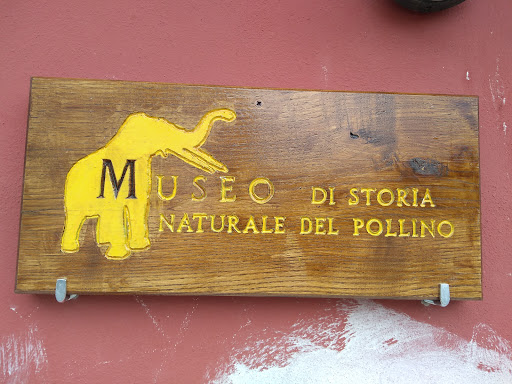 MUSEO DI STORIA
NATURALE DEL POLLINO